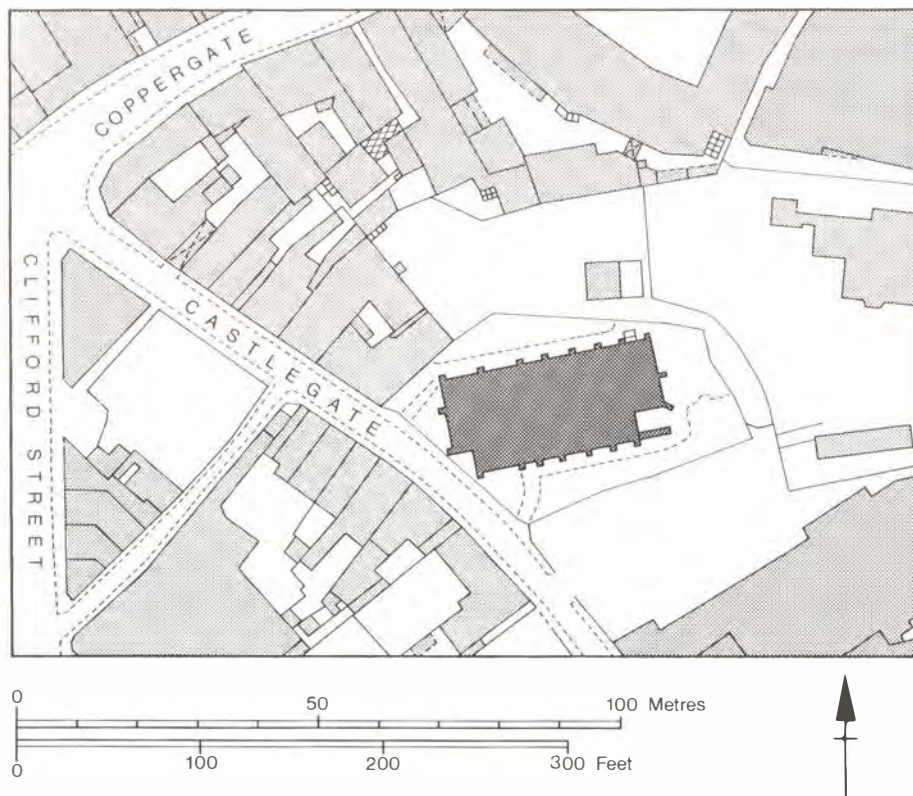 COPPERGATE
CLIFFORD STREET
CASTLEGATE
0 50 100 Metres
0 100 200 300 Feet